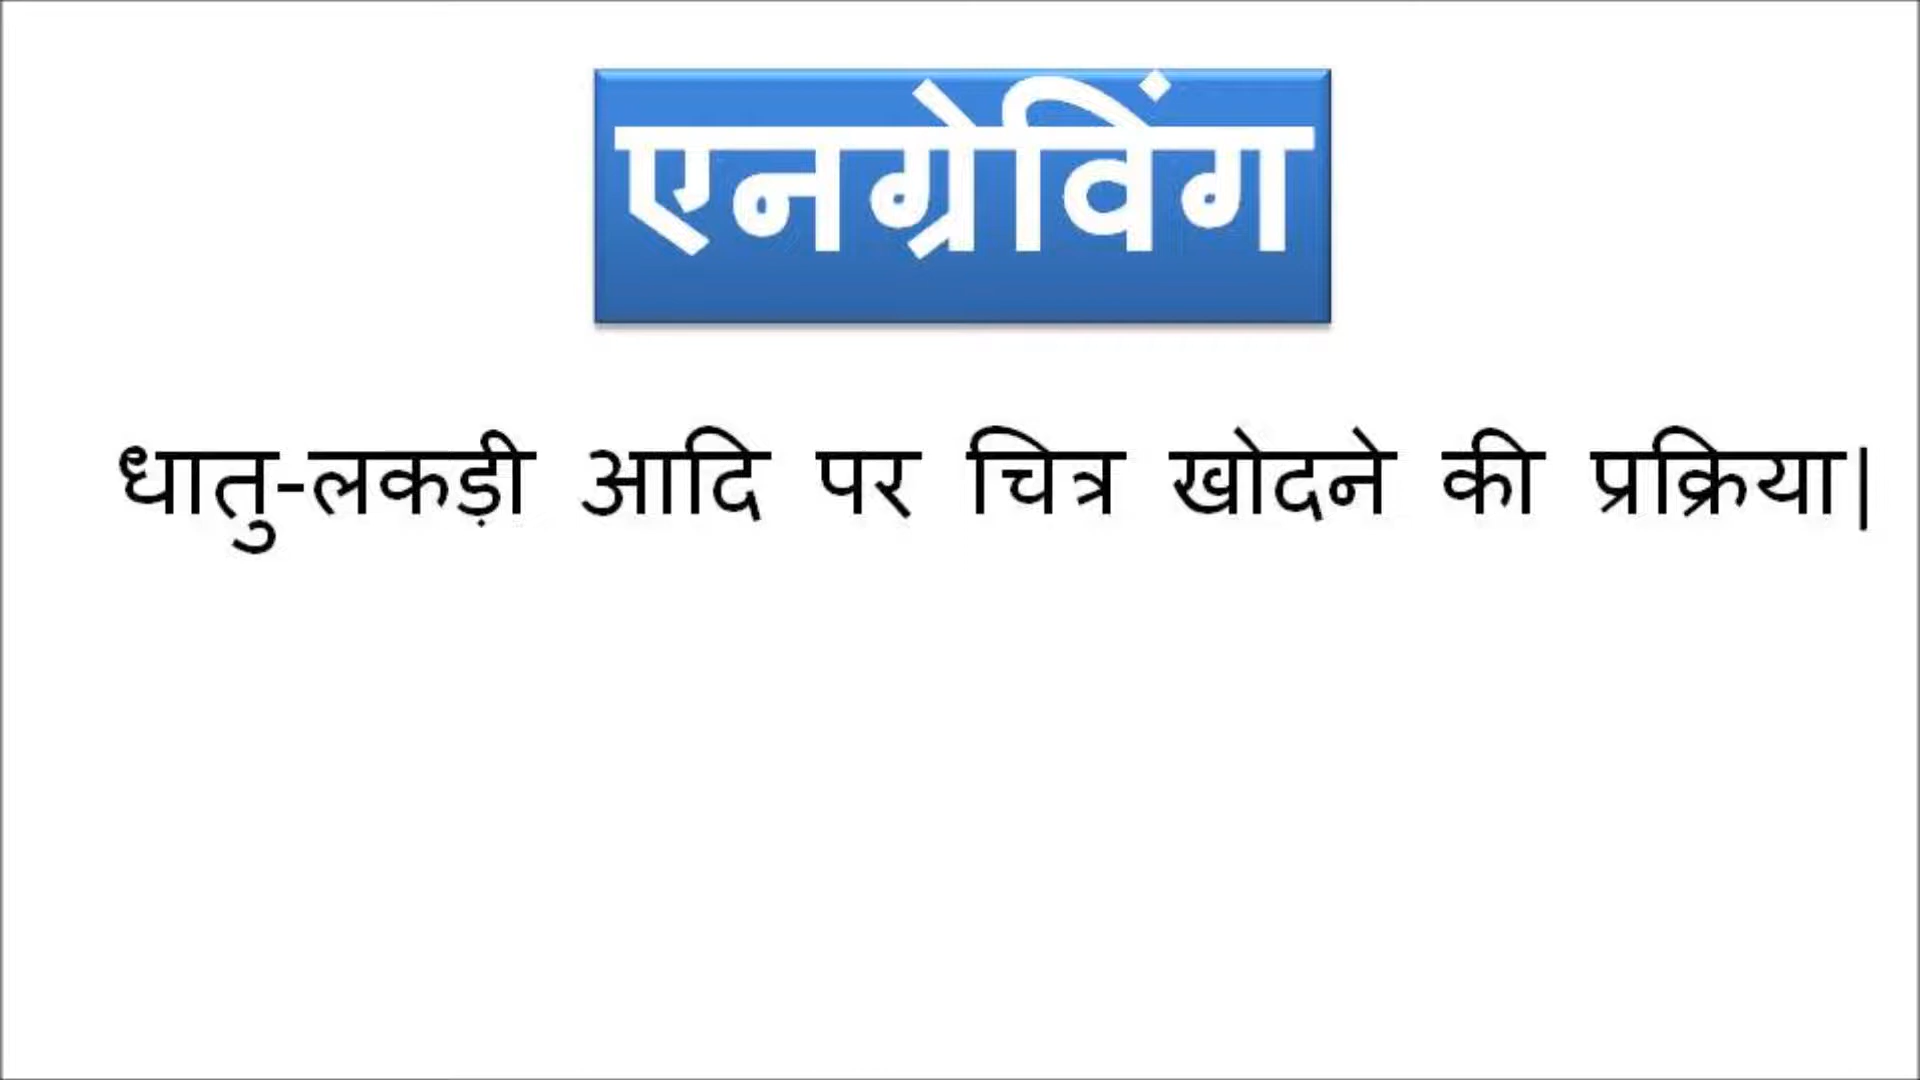 एनग्रेविंग
धातु-लकड़ी आदि पर चित्र खोदने की प्रक्रिया|